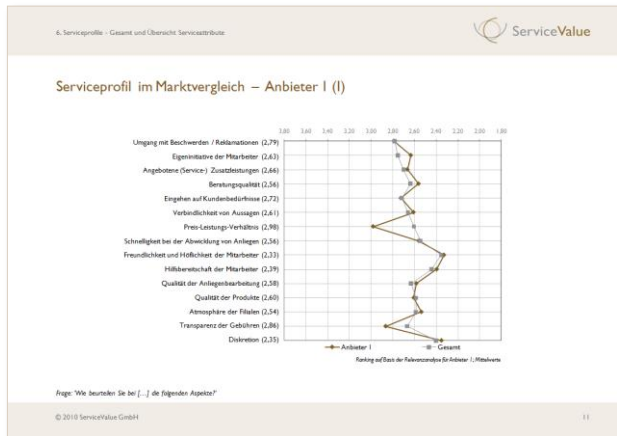 6. Serviceprofile - Gesamt und Übersicht Serviceattribute
ServiceValue
Serviceprofil im Marktvergleich – Anbieter 1 (I)
3,80 3,60 3,40 3,20 3,00 2,80 2,60 2,40 2,20 2,00 1,80
Umgang mit Beschwerden / Reklamationen (2,79)
Eigeninitiative der Mitarbeiter (2,63)
Angebotene (Service-) Zusatzleistungen (2,66)
Beratungsqualität (2,56)
Eingehen auf Kundenbedürfnisse (2,72)
Verbindlichkeit von Aussagen (2,61)
Preis-Leistungs-Verhältnis (2,98)
Schnelligkeit bei der Abwicklung von Anliegen (2,56)
Freundlichkeit und Höflichkeit der Mitarbeiter (2,33)
Hilfsbereitschaft der Mitarbeiter (2,39)
Qualität der Anliegenbearbeitung (2,58)
Qualität der Produkte (2,60)
Atmosphäre der Filialen (2,54)
Transparenz der Gebühren (2,86)
Diskretion (2,35)
Anbieter 1 Gesamt
Ranking auf Basis der Relevanzanalyse für Anbieter 1; Mittelwerte
Frage: 'Wie beurteilen Sie bei [...] die folgenden Aspekte?'
© 2010 ServiceValue GmbH 11